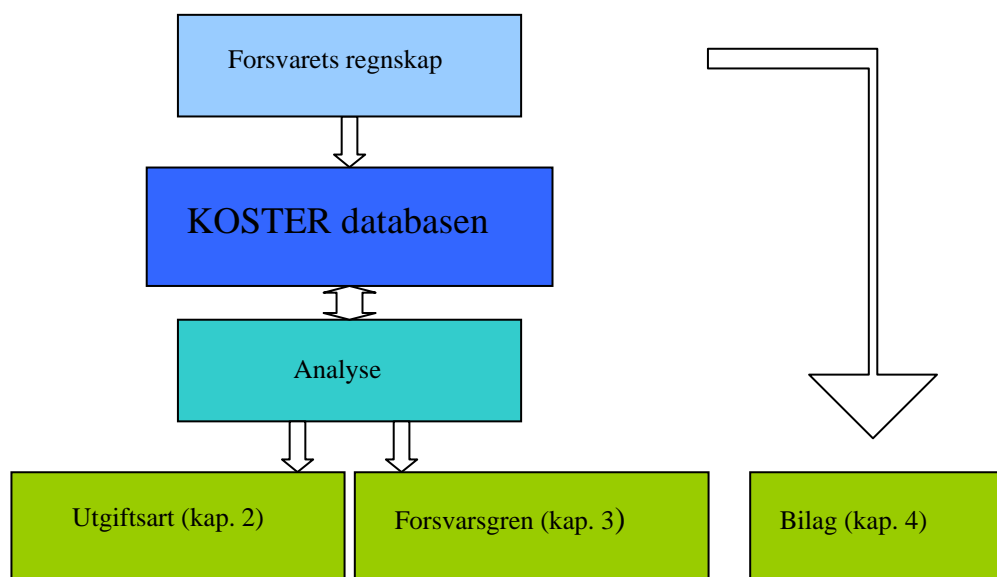 Forsvarets regnskap
KOSTER databasen
Analyse
Utgiftsart (kap. 2)
Forsvarsgren (kap. 3)
Bilag (kap. 4)